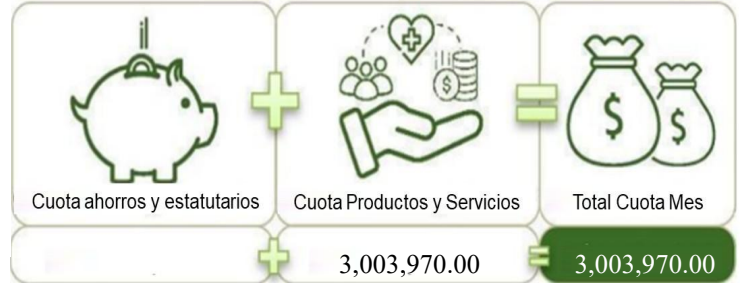 Cuota ahorros y estatutarios
Cuota Productos y Servicios
Total Cuota Mes
3,003,970.00
3,003,970.00